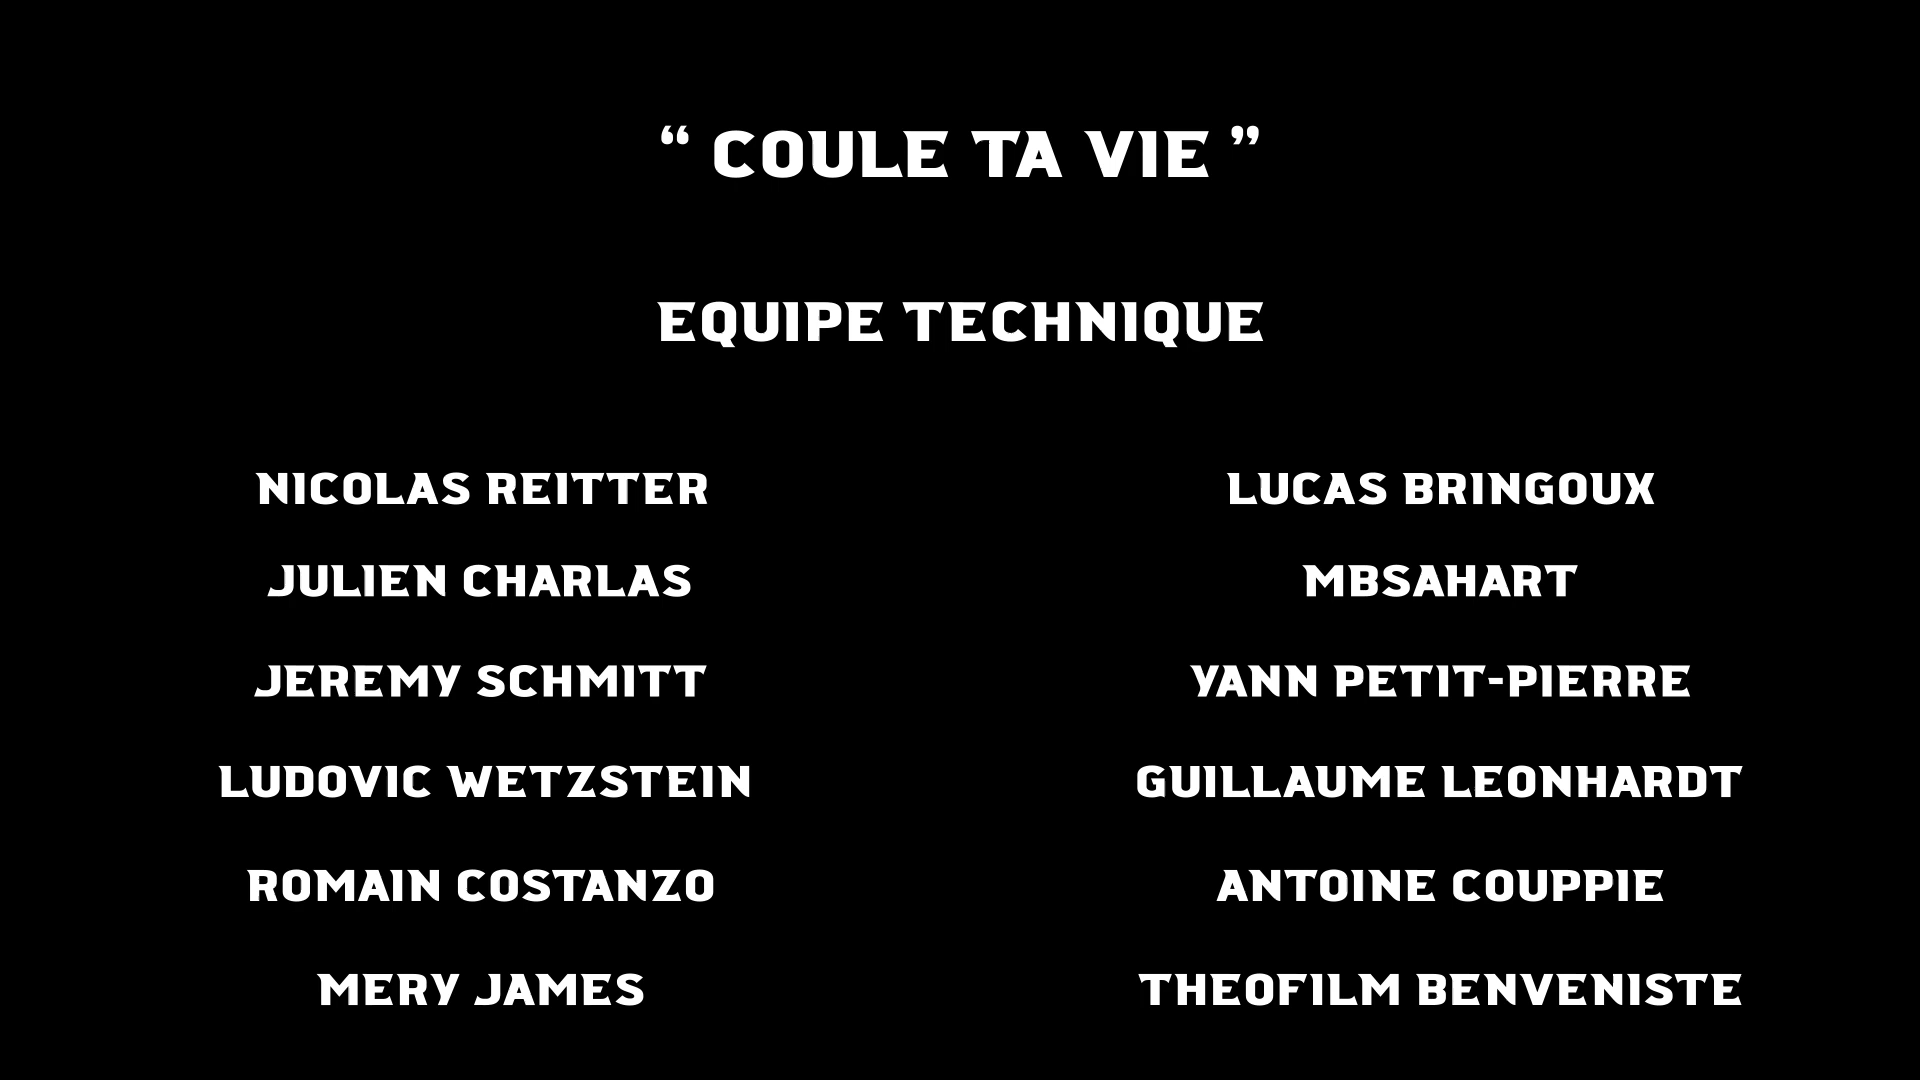 “ COULE TA VIE ”
EQUIPE TECHNIQUE
NICOLAS REITTER
JULIEN CHARLAS
JEREMY SCHMITT
LUDOVIC WETZSTEIN
ROMAIN COSTANZO
MERY JAMES
LUCAS BRINGOUX
MBSAHART
YANN PETIT-PIERRE
GUILLAUME LEONHARDT
ANTOINE COUPPIE
THEOFILM BENVENISTE